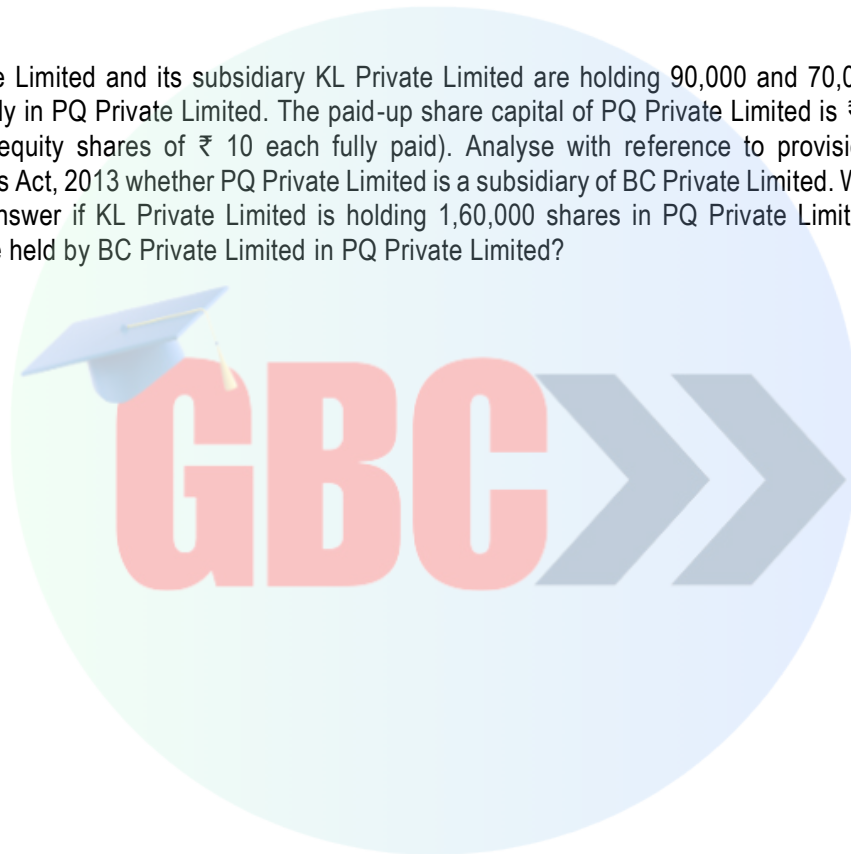 e Limited and its subsidiary KL Private Limited are holding 90,000 and 70,0
ly in PQ Private Limited. The paid-up share capital of PQ Private Limited is ₹
equity shares of ₹ 10 each fully paid). Analyse with reference to provisi
s Act, 2013 whether PQ Private Limited is a subsidiary of BC Private Limited. W
nswer if KL Private Limited is holding 1,60,000 shares in PQ Private Limit
e held by BC Private Limited in PQ Private Limited?
GBC